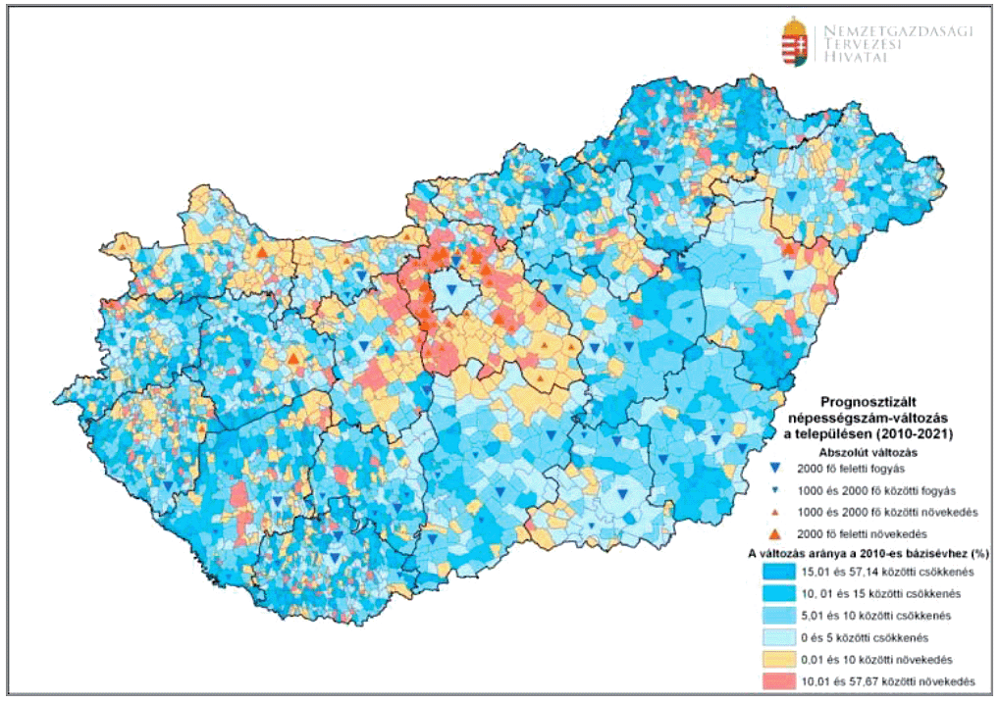 NEMZETGAZDASÁGI
TERVEZÉSI
HIVATAL
Prognosztizált
népességszám-változás
a településen (2010-2021)
Abszolút változás
2000 fő feletti fogyás
1000 és 2000 fő közötti fogyás
1000 és 2000 fő közötti növekedés
2000 fő feletti növekedés
A változás aránya a 2010-es bázisévhez (%)
15,01 és 57,14 közötti csökkenés
10, 01 és 15 közötti csökkenés
5,01 és 10 közötti csökkenés
0 és 5 közötti csökkenés
0,01 és 10 közötti növekedés
10,01 és 57,67 közötti növekedés